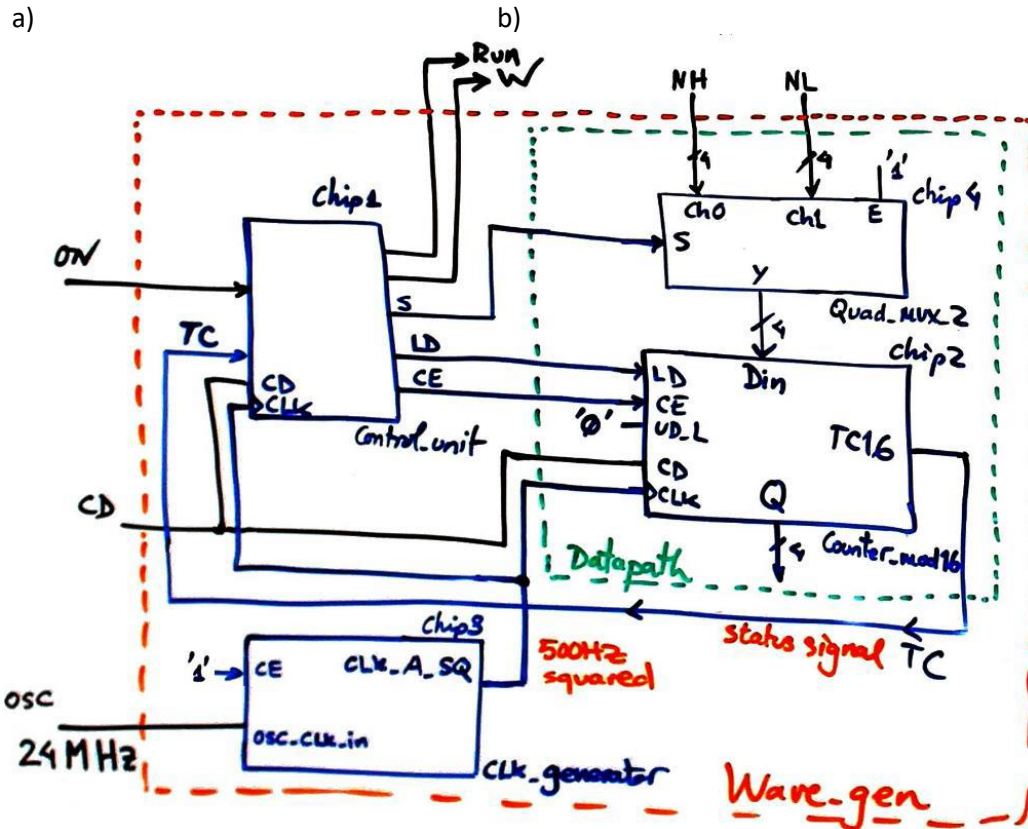 a) b)
Run
W
NH NL
4 4 '1'
Chip1
Ch0 Ch1 E Chip4
ON S
Y
S Quad_MUX_2
TC 4
LD Chip2
CE LD Din
CD CE
CLK '0' UD_L TC16
Control_unit CD
CD CLK Q
4 Counter_mod16
Datapath
Chip3 500Hz status signal TC
'1' CE CLK_A_SQ squared
OSC
24MHz OSC_CLK_in
CLK_generator Wave_gen